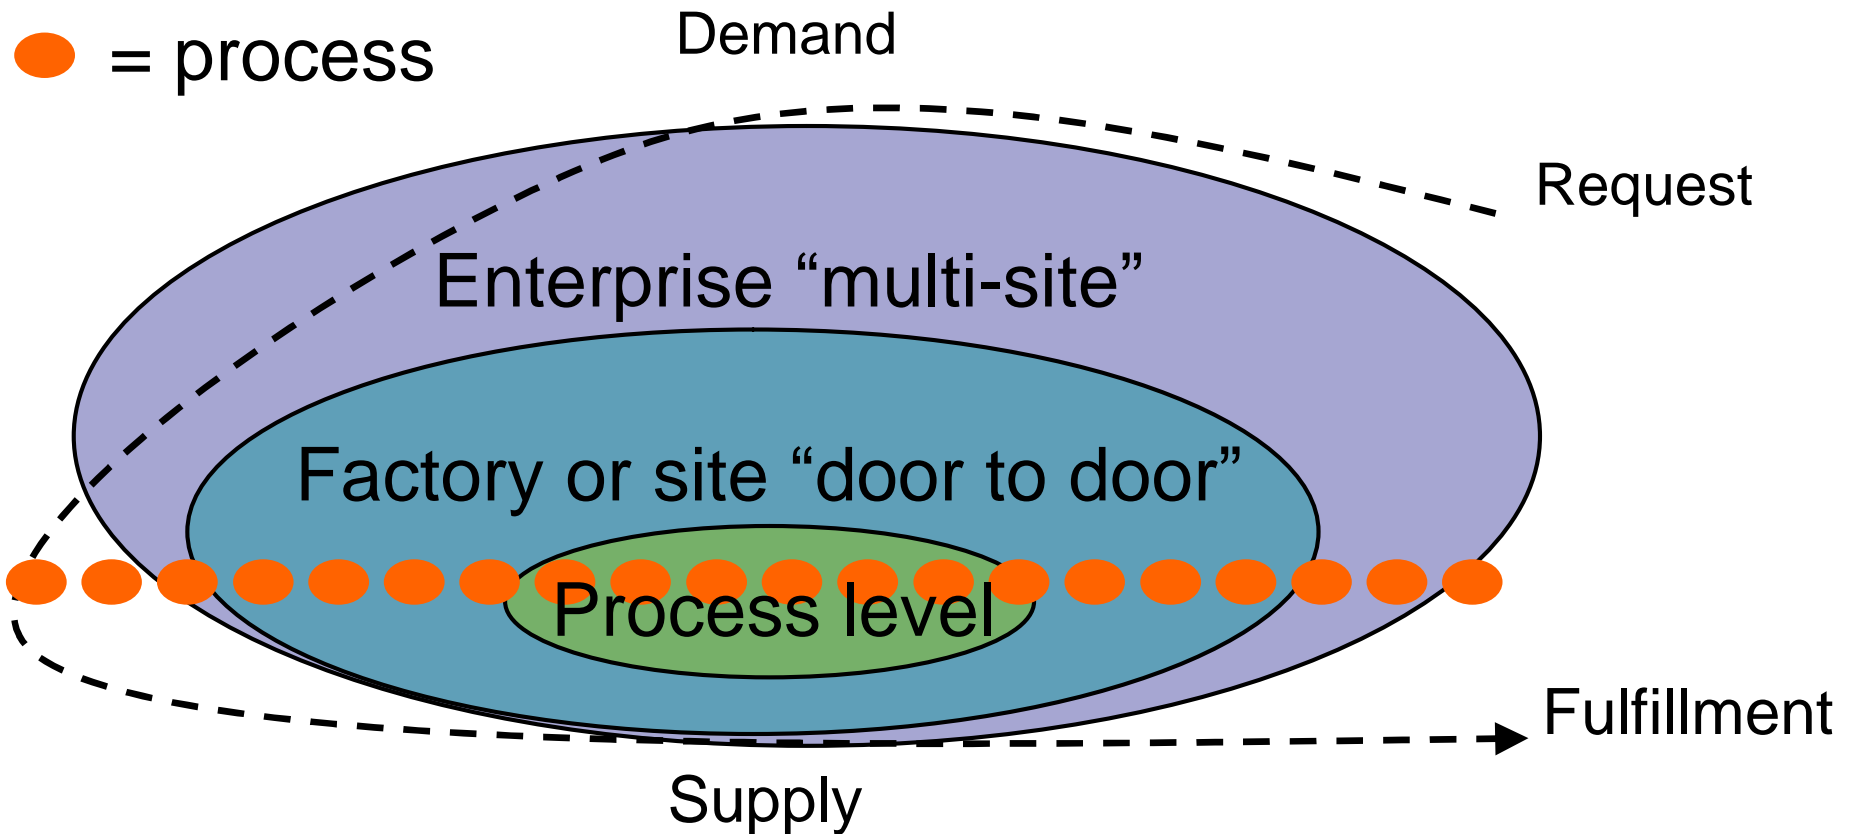 Demand
= process
Request
Enterprise “multi-site”
Factory or site “door to door”
Process level
Fulfillment
Supply